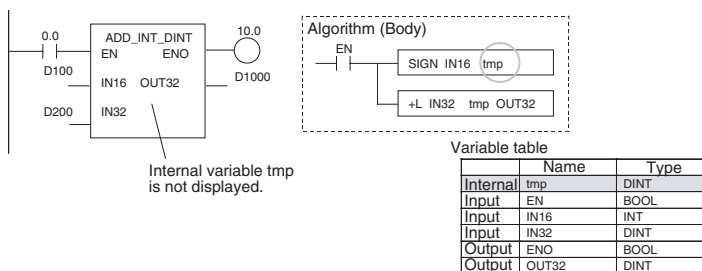 0.0
ADD_INT_DINT
10.0
EN ENO
D100
D1000
IN16 OUT32
D200
IN32
Internal variable tmp
is not displayed.
Algorithm (Body)
EN
SIGN IN16 tmp
+L IN32 tmp OUT32
Variable table
Name Type
Internal tmp DINT
Input EN BOOL
Input IN16 INT
Input IN32 DINT
Output ENO BOOL
Output OUT32 DINT